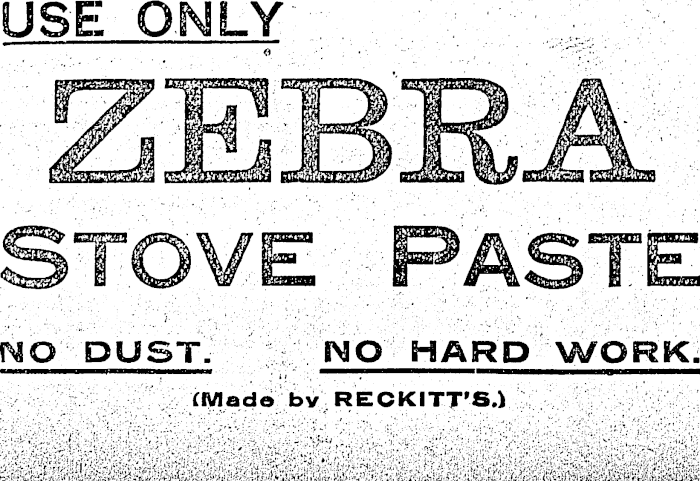 USE ONLY
ZEBRA
STOVE PASTE
NO DUST. NO HARD WORK.
(Made by RECKITT'S.)